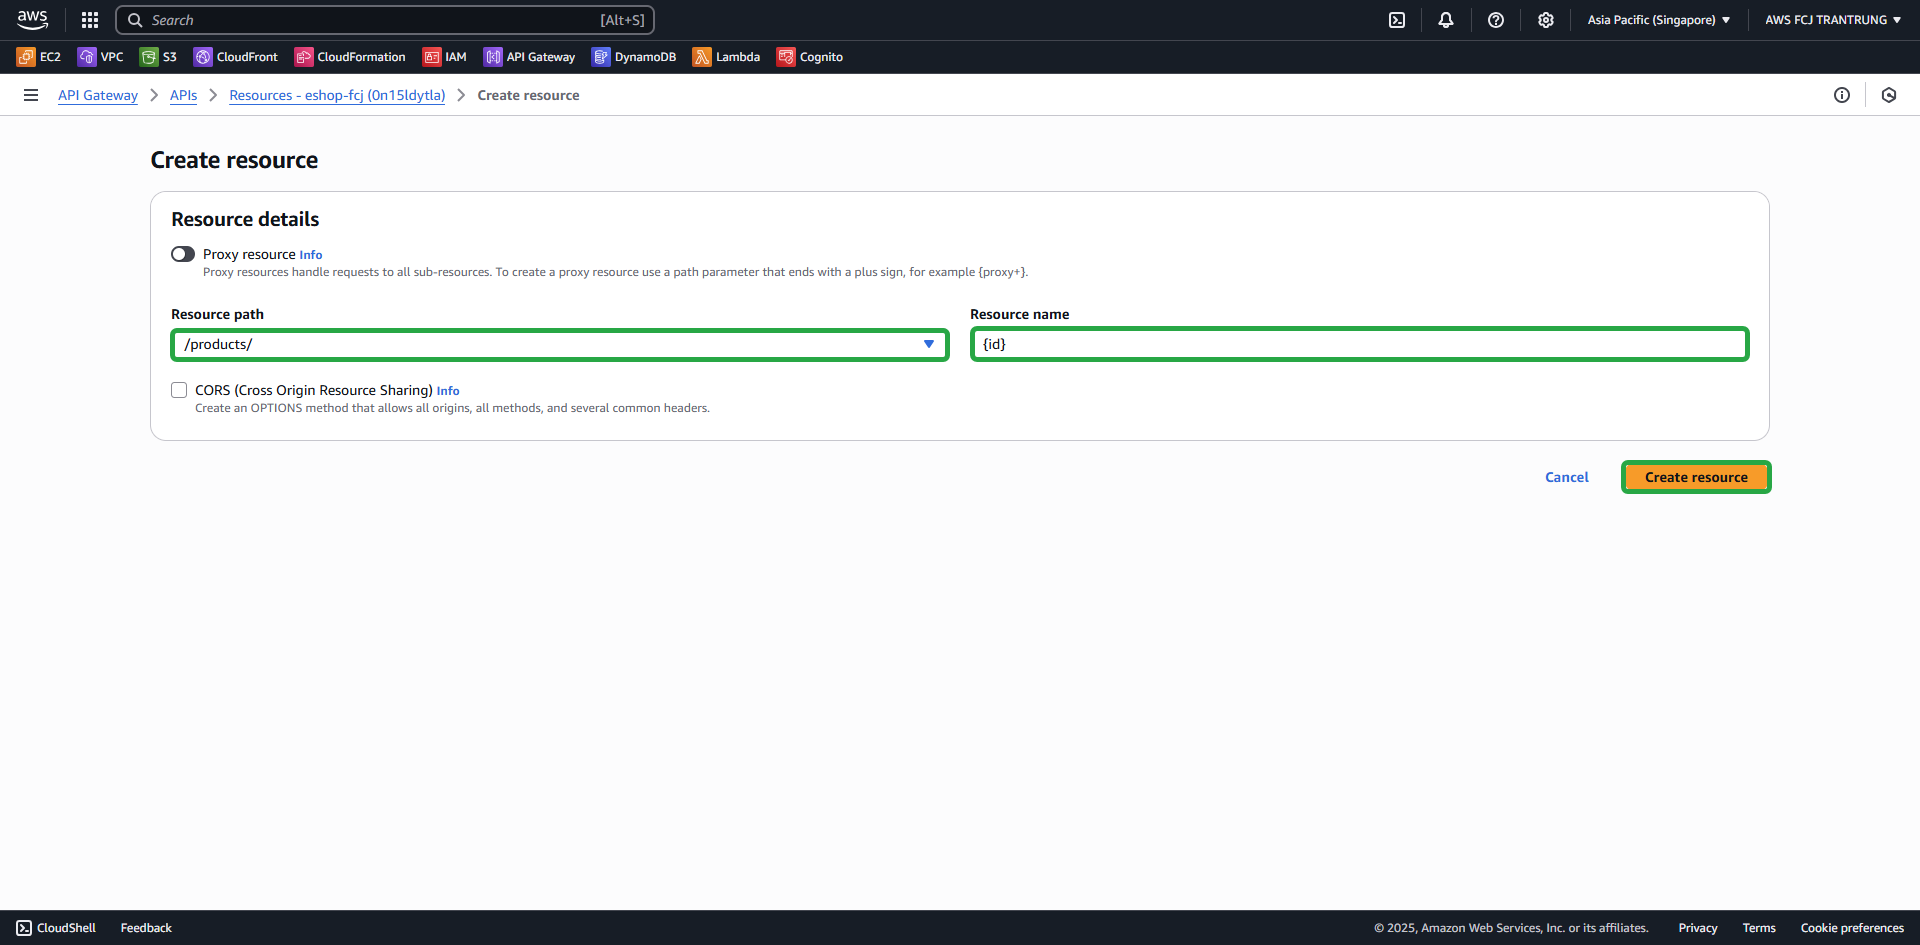 aws Search [Alt+S] Asia Pacific (Singapore) AWS FCJ TRANTRUNG
EC2 VPC S3 CloudFront CloudFormation IAM API Gateway DynamoDB Lambda Cognito
API Gateway APIs Resources - eshop-fcj (0n15ldytla) Create resource
Create resource
Resource details
Proxy resource Info
Proxy resources handle requests to all sub-resources. To create a proxy resource use a path parameter that ends with a plus sign, for example {proxy+}.
Resource path Resource name
/products/ {id}
CORS (Cross Origin Resource Sharing) Info
Create an OPTIONS method that allows all origins, all methods, and several common headers.
Cancel Create resource
CloudShell Feedback © 2025, Amazon Web Services, Inc. or its affiliates. Privacy Terms Cookie preferences